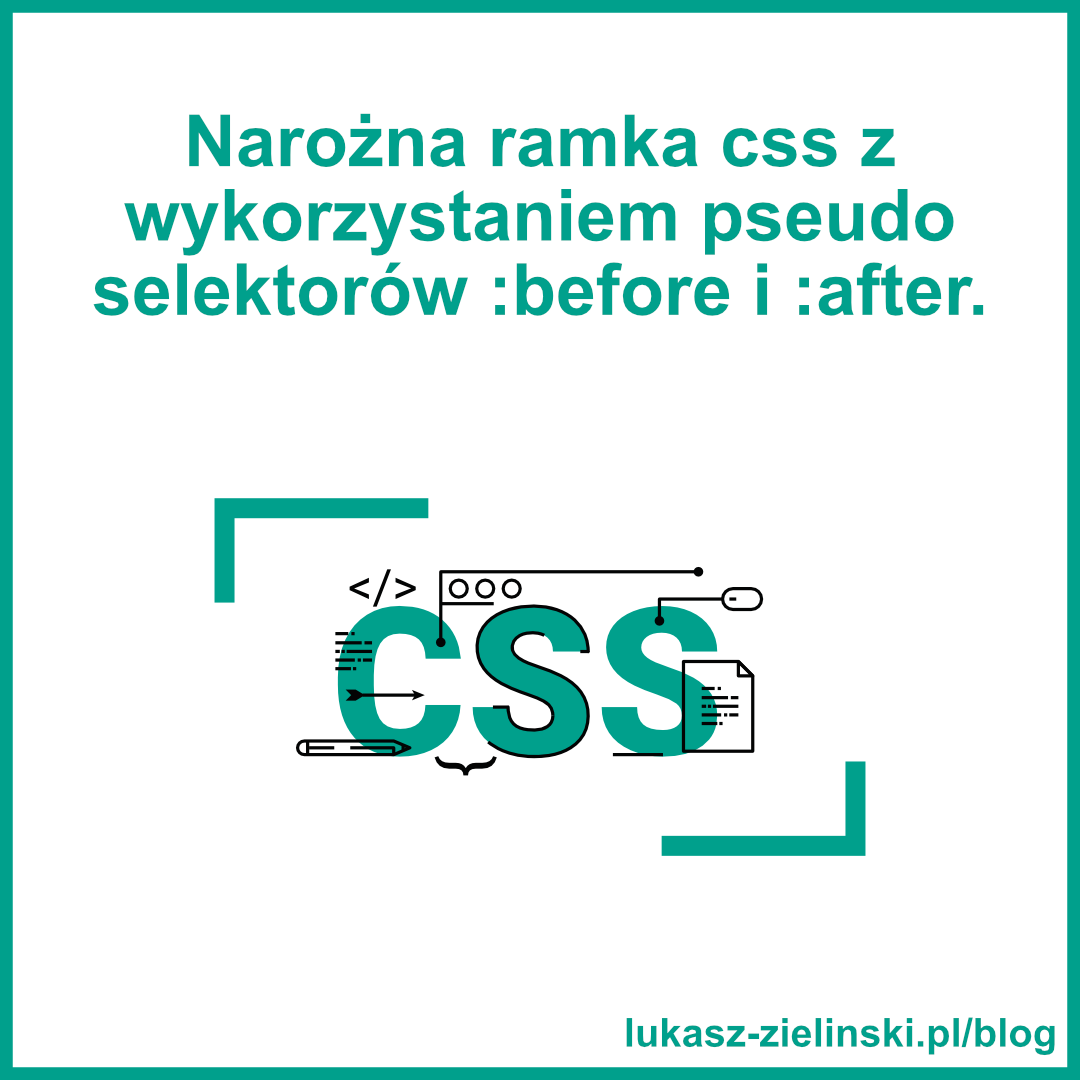 Narożna ramka css z
wykorzystaniem pseudo
selektorów :before i :after.
</>
CSS
lukasz-zielinski.pl/blog